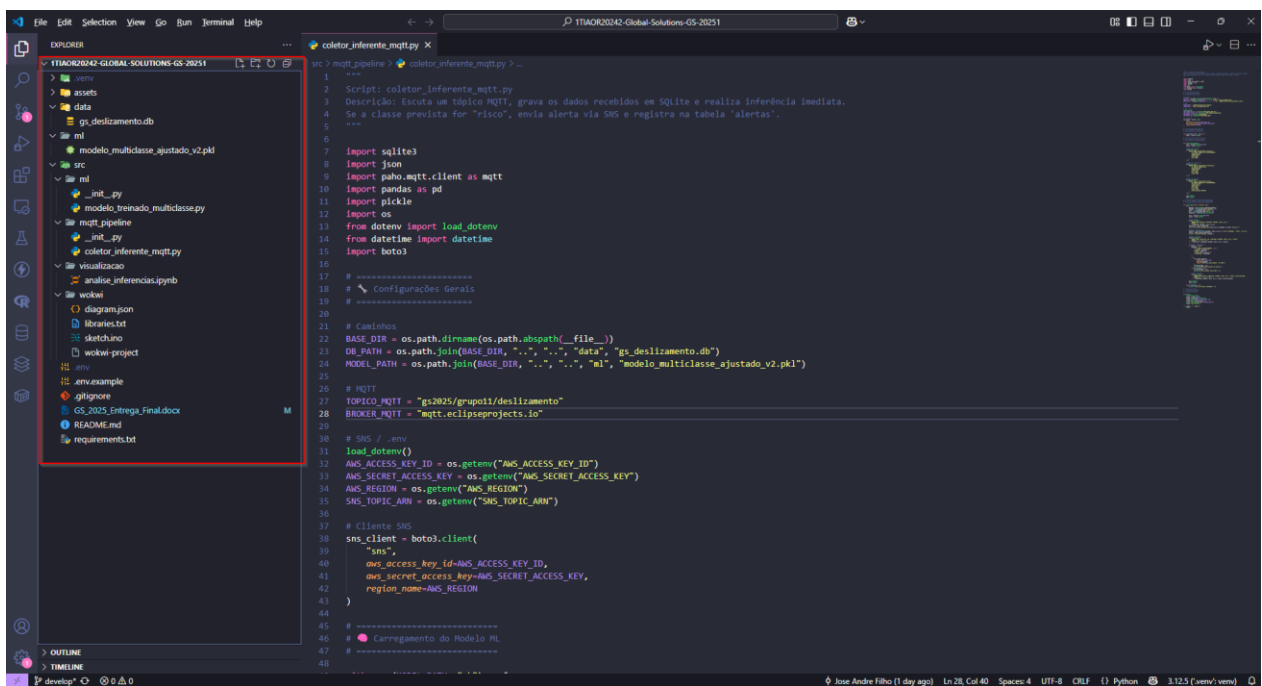 File Edit Selection View Go Run Terminal Help
1TIAOR20242-Global-Solutions-GS-20251
EXPLORER
1TIAOR20242-GLOBAL-SOLUTIONS-GS-20251
.venv
assets
data
gs_deslizamento.db
ml
modelo_multiclasse_ajustado_v2.pkl
src
ml
__init__.py
modelo_treinado_multiclasse.py
mqtt_pipeline
__init__.py
coletor_inferente_mqtt.py
visualizacao
analise_inferencias.ipynb
wokwi
diagram.json
libraries.txt
sketch.ino
wokwi-project
.env
.env.example
.gitignore
GS_2025_Entrega_Final.docx M
README.md
requirements.txt
OUTLINE
TIMELINE
coletor_inferente_mqtt.py
src > mqtt_pipeline > coletor_inferente_mqtt.py > ...
1 """
2 Script: coletor_inferente_mqtt.py
3 Descrição: Escuta um tópico MQTT, grava os dados recebidos em SQLite e realiza inferência imediata.
4 Se a classe prevista for "risco", envia alerta via SNS e registra na tabela 'alertas'.
5 """
6
7 import sqlite3
8 import json
9 import paho.mqtt.client as mqtt
10 import pandas as pd
11 import pickle
12 import os
13 from dotenv import load_dotenv
14 from datetime import datetime
15 import boto3
16
17 # =======================
18 # 🔧 Configurações Gerais
19 # =======================
20
21 # Caminhos
22 BASE_DIR = os.path.dirname(os.path.abspath(__file__))
23 DB_PATH = os.path.join(BASE_DIR, "..", "..", "data", "gs_deslizamento.db")
24 MODEL_PATH = os.path.join(BASE_DIR, "..", "..", "ml", "modelo_multiclasse_ajustado_v2.pkl")
25
26 # MQTT
27 TOPICO_MQTT = "gs2025/grupo11/deslizamento"
28 BROKER_MQTT = "mqtt.eclipseprojects.io"
29
30 # SNS / .env
31 load_dotenv()
32 AWS_ACCESS_KEY_ID = os.getenv("AWS_ACCESS_KEY_ID")
33 AWS_SECRET_ACCESS_KEY = os.getenv("AWS_SECRET_ACCESS_KEY")
34 AWS_REGION = os.getenv("AWS_REGION")
35 SNS_TOPIC_ARN = os.getenv("SNS_TOPIC_ARN")
36
37 # Cliente SNS
38 sns_client = boto3.client(
39 "sns",
40 aws_access_key_id=AWS_ACCESS_KEY_ID,
41 aws_secret_access_key=AWS_SECRET_ACCESS_KEY,
42 region_name=AWS_REGION
43 )
44
45 # ============================
46 # 🧠 Carregamento do Modelo ML
47 # ============================
48
develop* 0 0 0 Jose Andre Filho (1 day ago) Ln 28, Col 40 Spaces: 4 UTF-8 CRLF {} Python 3.12.5 ('.venv': venv)